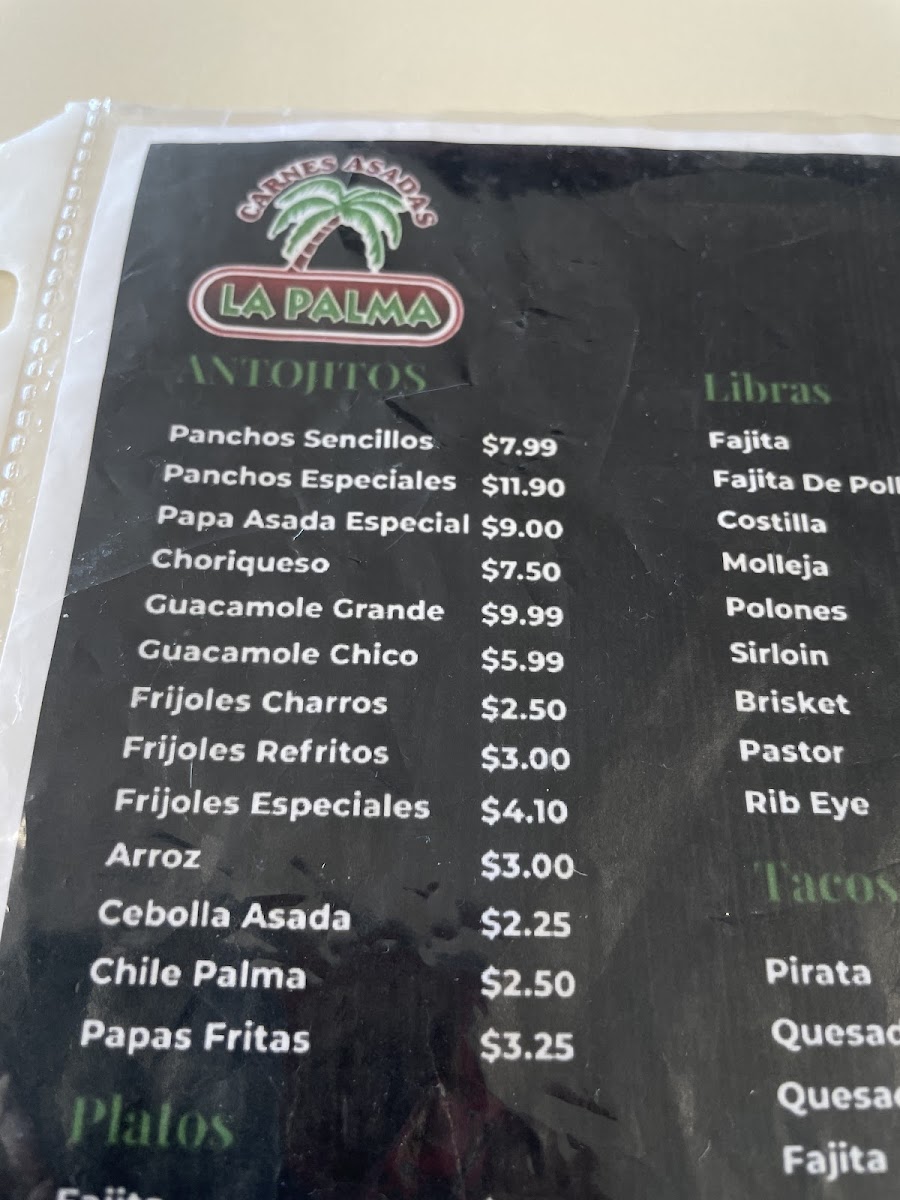 CARNES ASADAS
LA PALMA
ANTOJITOS
Panchos Sencillos $7.99
Panchos Especiales $11.90
Papa Asada Especial $9.00
Choriqueso $7.50
Guacamole Grande $9.99
Guacamole Chico $5.99
Frijoles Charros $2.50
Frijoles Refritos $3.00
Frijoles Especiales $4.10
Arroz $3.00
Cebolla Asada $2.25
Chile Palma $2.50
Papas Fritas $3.25
Platos
Libras
Fajita
Fajita De
Costilla
Molleja
Polones
Sirloin
Brisket
Pastor
Rib Eye
Tacos
Pirata
Fajita